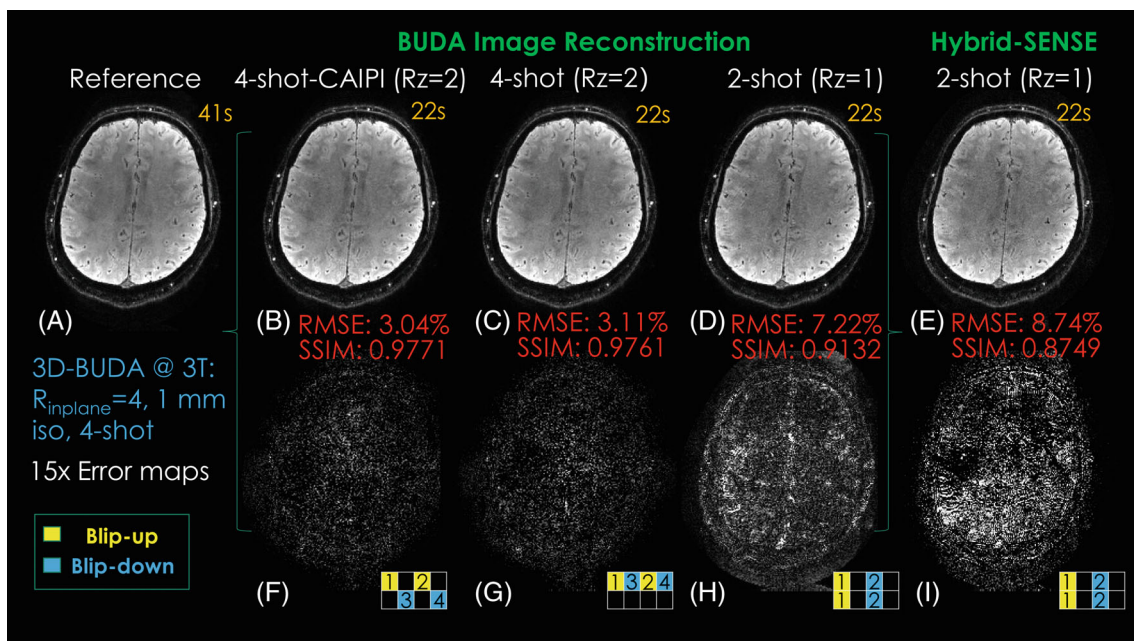 BUDA Image Reconstruction Hybrid-SENSE
Reference 4-shot-CAIPI (Rz=2) 4-shot (Rz=2) 2-shot (Rz=1) 2-shot (Rz=1)
41s 22s 22s 22s 22s
(A) (B) (C) (D) (E)
RMSE: 3.04% RMSE: 3.11% RMSE: 7.22% RMSE: 8.74%
SSIM: 0.9771 SSIM: 0.9761 SSIM: 0.9132 SSIM: 0.8749
3D-BUDA @ 3T:
Rinplane=4, 1 mm
iso, 4-shot
15x Error maps
Blip-up
Blip-down
(F) (G) (H) (I)
1 2 1 3 2 4 1 2 1 2
3 4 1 2 1 2